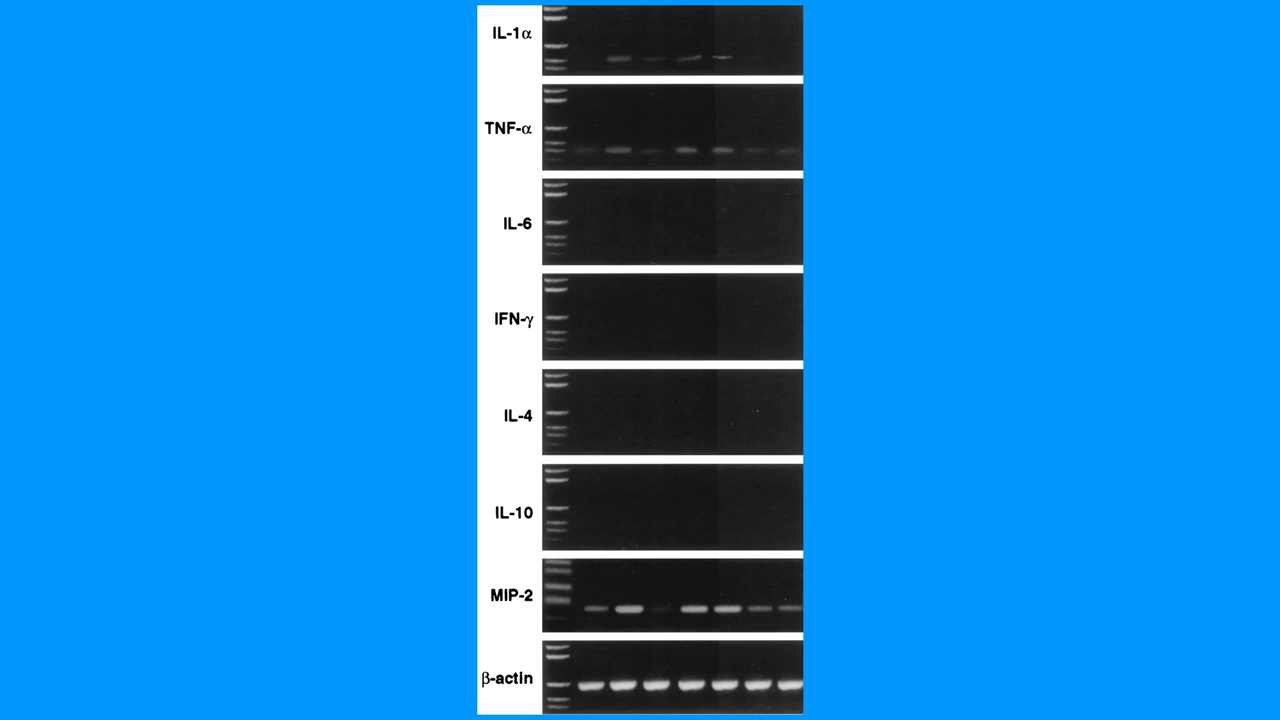 IL-1α
TNF-α
IL-6
IFN-γ
IL-4
IL-10
MIP-2
β-actin